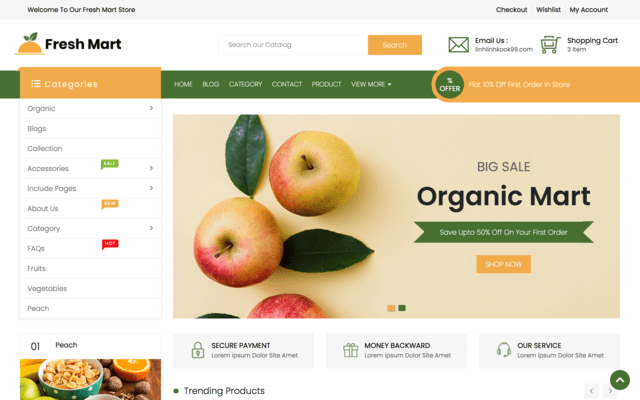 Welcome To Our Fresh Mart Store
Checkout Wishlist My Account
Fresh Mart
Search our Catalog
Search
Email Us :
linhlinhkook99.com
Shopping Cart
3 Item
Categories
HOME BLOG CATEGORY CONTACT PRODUCT VIEW MORE
% OFFER
Flat 10% Off First Order In Store
Organic
Blogs
Collection
Accessories
SALE
Include Pages
About Us
NEW
Category
FAQs
HOT
Fruits
Vegetables
Peach
BIG SALE
Organic Mart
Save Upto 50% Off On Your First Order
SHOP NOW
01 Peach
SECURE PAYMENT
Lorem Ipsum Dolor Site Amet
MONEY BACKWARD
Lorem Ipsum Dolor Site Amet
OUR SERVICE
Lorem Ipsum Dolor Site Amet
Trending Products